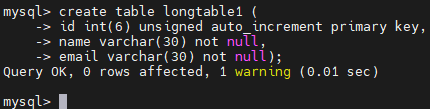 mysql> create table longtable1 (
    -> id int(6) unsigned auto_increment primary key,
    -> name varchar(30) not null,
    -> email varchar(30) not null);
Query OK, 0 rows affected, 1 warning (0.01 sec)
mysql>